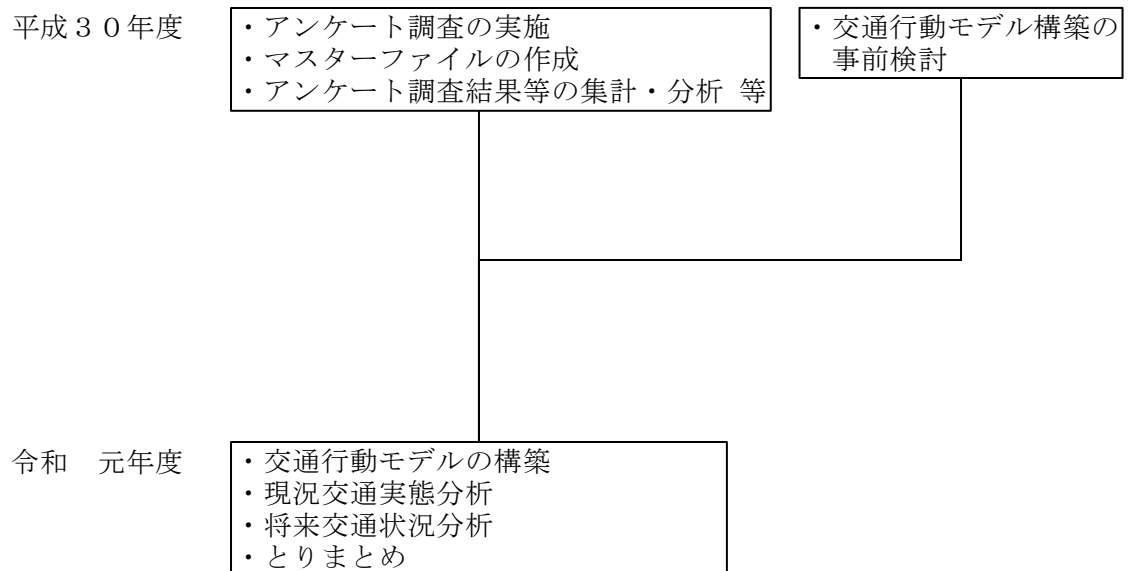 平成３０年度
・アンケート調査の実施
・マスターファイルの作成
・アンケート調査結果等の集計・分析 等
・交通行動モデル構築の
事前検討
令和　元年度
・交通行動モデルの構築
・現況交通実態分析
・将来交通状況分析
・とりまとめ